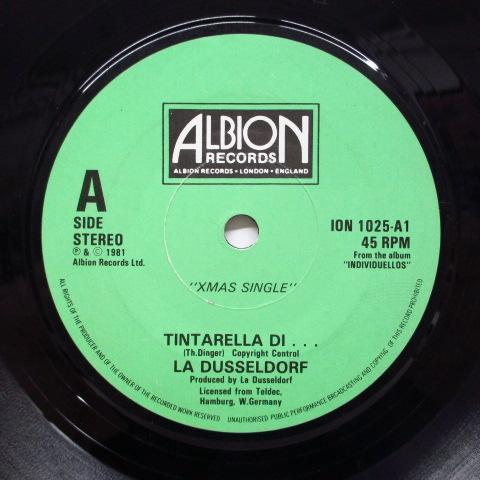 ALBION
RECORDS
ALBION RECORDS • LONDON • ENGLAND
A
SIDE
STEREO
℗ & © 1981
Albion Records Ltd.
ION 1025-A1
45 RPM
From the album
"INDIVIDUELLOS"
"XMAS SINGLE"
TINTARELLA DI . . .
(Th.Dinger) Copyright Control
LA DUSSELDORF
Produced by La Dusseldorf
Licensed from Teldec,
Hamburg, W.Germany
ALL RIGHTS OF THE PRODUCER AND OF THE OWNER OF THE RECORDED WORK RESERVED UNAUTHORISED PUBLIC PERFORMANCE BROADCASTING AND COPYING OF THIS RECORD PROHIBITED